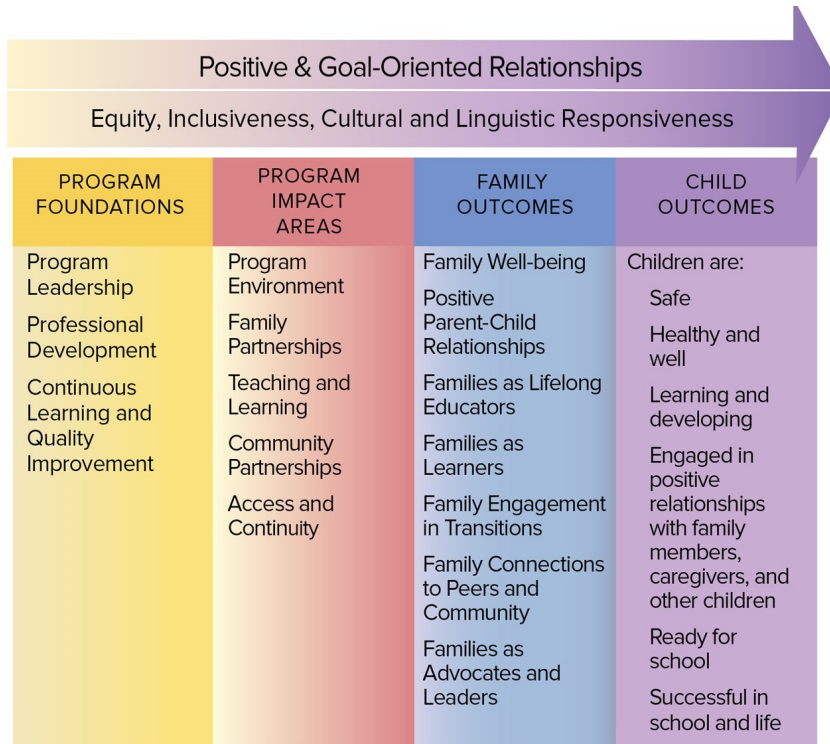 Positive & Goal-Oriented Relationships
Equity, Inclusiveness, Cultural and Linguistic Responsiveness
PROGRAM
FOUNDATIONS
Program
Leadership
Professional
Development
Continuous
Learning and
Quality
Improvement
PROGRAM
IMPACT
AREAS
Program
Environment
Family
Partnerships
Teaching and
Learning
Community
Partnerships
Access and
Continuity
FAMILY
OUTCOMES
Family Well-being
Positive
Parent-Child
Relationships
Families as Lifelong
Educators
Families as
Learners
Family Engagement
in Transitions
Family Connections
to Peers and
Community
Families as
Advocates and
Leaders
CHILD
OUTCOMES
Children are:
Safe
Healthy and
well
Learning and
developing
Engaged in
positive
relationships
with family
members,
caregivers, and
other children
Ready for
school
Successful in
school and life